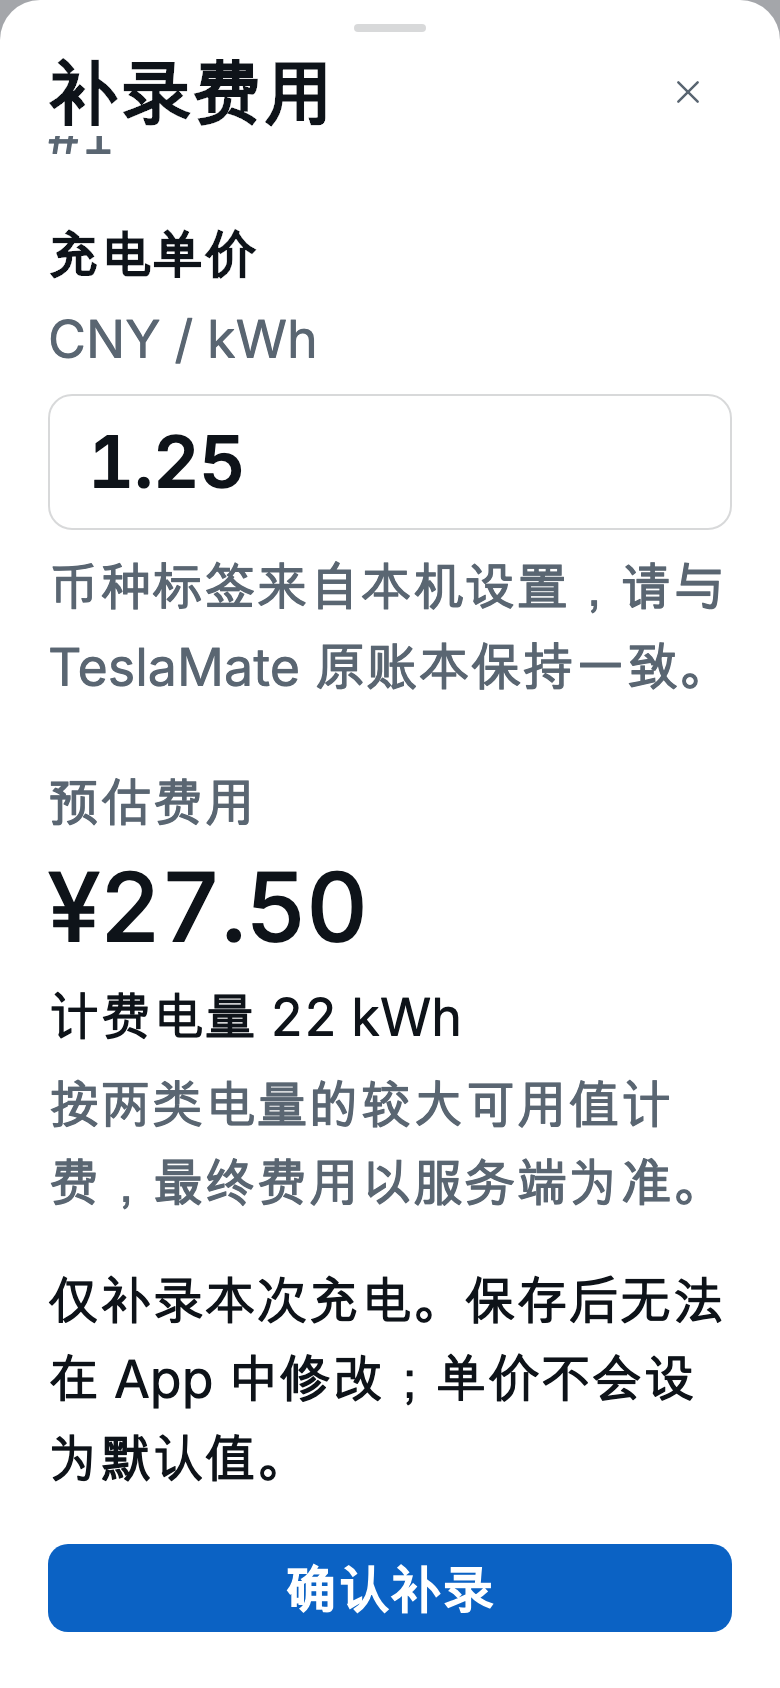 补录费用
#1
充电单价
CNY / kWh
1.25
币种标签来自本机设置，请与
TeslaMate 原账本保持一致。
预估费用
¥27.50
计费电量 22 kWh
按两类电量的较大可用值计
费，最终费用以服务端为准。
仅补录本次充电。保存后无法
在 App 中修改；单价不会设
为默认值。
确认补录